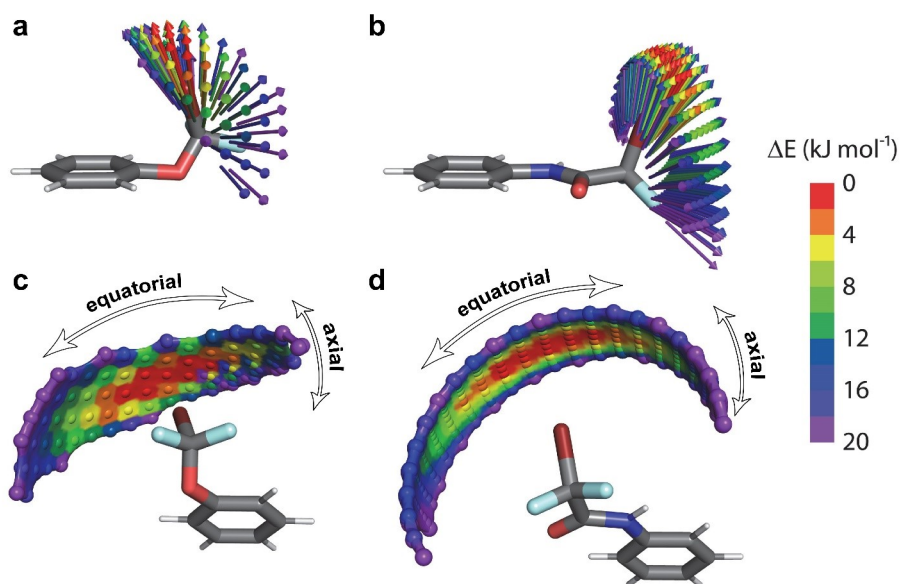 a
b
ΔE (kJ mol⁻¹)
0
4
8
12
16
20
c
equatorial
axial
d
equatorial
axial